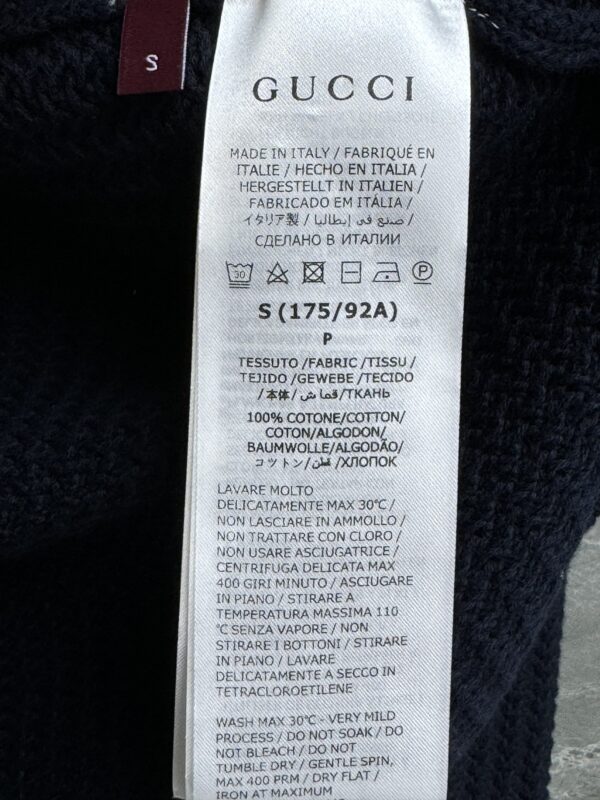 S
GUCCI
MADE IN ITALY / FABRIQUÉ EN
ITALIE / HECHO EN ITALIA /
HERGESTELLT IN ITALIEN /
FABRICADO EM ITÁLIA /
イタリア製 / صنع في إيطاليا /
СДЕЛАНО В ИТАЛИИ
30 P
S (175/92A)
P
TESSUTO /FABRIC /TISSU /
TEJIDO /GEWEBE /TECIDO
/本体/ قماش /ТКАНЬ
100% COTONE/COTTON/
COTON/ALGODON/
BAUMWOLLE/ALGODÃO/
コットン/قطن/ХЛОПОК
LAVARE MOLTO
DELICATAMENTE MAX 30°C /
NON LASCIARE IN AMMOLLO /
NON TRATTARE CON CLORO /
NON USARE ASCIUGATRICE /
CENTRIFUGA DELICATA MAX
400 GIRI MINUTO / ASCIUGARE
IN PIANO / STIRARE A
TEMPERATURA MASSIMA 110
°C SENZA VAPORE / NON
STIRARE I BOTTONI / STIRARE
IN PIANO / LAVARE
DELICATAMENTE A SECCO IN
TETRACLOROETILENE
WASH MAX 30°C - VERY MILD
PROCESS / DO NOT SOAK / DO
NOT BLEACH / DO NOT
TUMBLE DRY / GENTLE SPIN,
MAX 400 PRM / DRY FLAT /
IRON AT MAXIMUM